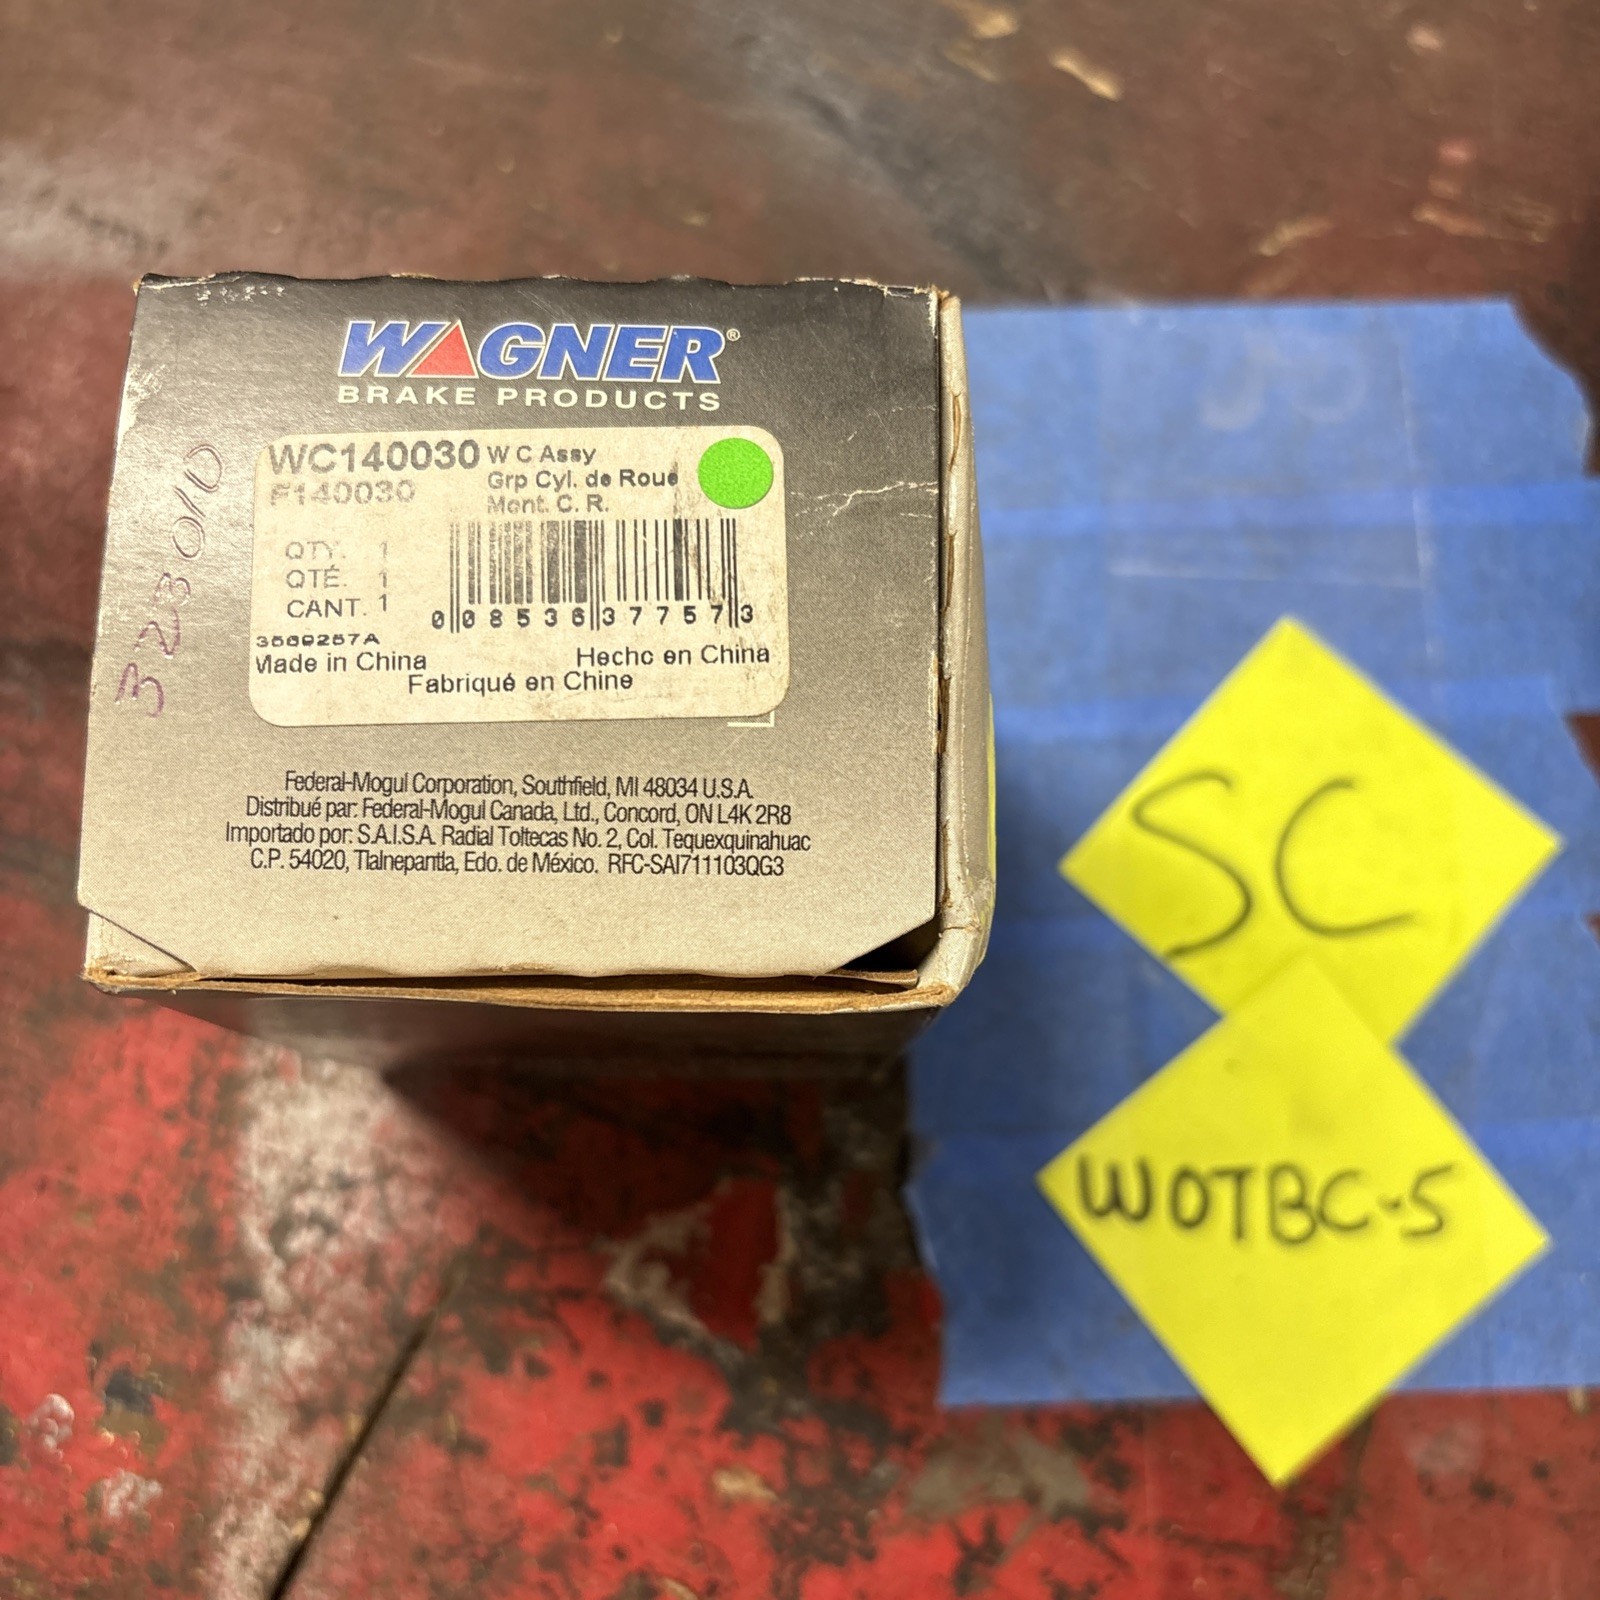 WAGNER®
BRAKE PRODUCTS
WC140030 W C Assy
F140030 Grp Cyl. de Roue
Mont. C. R.
QTY. 1
QTÉ. 1
CANT. 1
0 08536 37757 3
3569257A
Made in China Hecho en China
Fabriqué en Chine
Federal-Mogul Corporation, Southfield, MI 48034 U.S.A.
Distribué par: Federal-Mogul Canada, Ltd., Concord, ON L4K 2R8
Importado por: S.A.I.S.A. Radial Toltecas No. 2, Col. Tequexquinahuac
C.P. 54020, Tlalnepantla, Edo. de México. RFC-SAI711103QG3
323010
SC
WOTBC-5